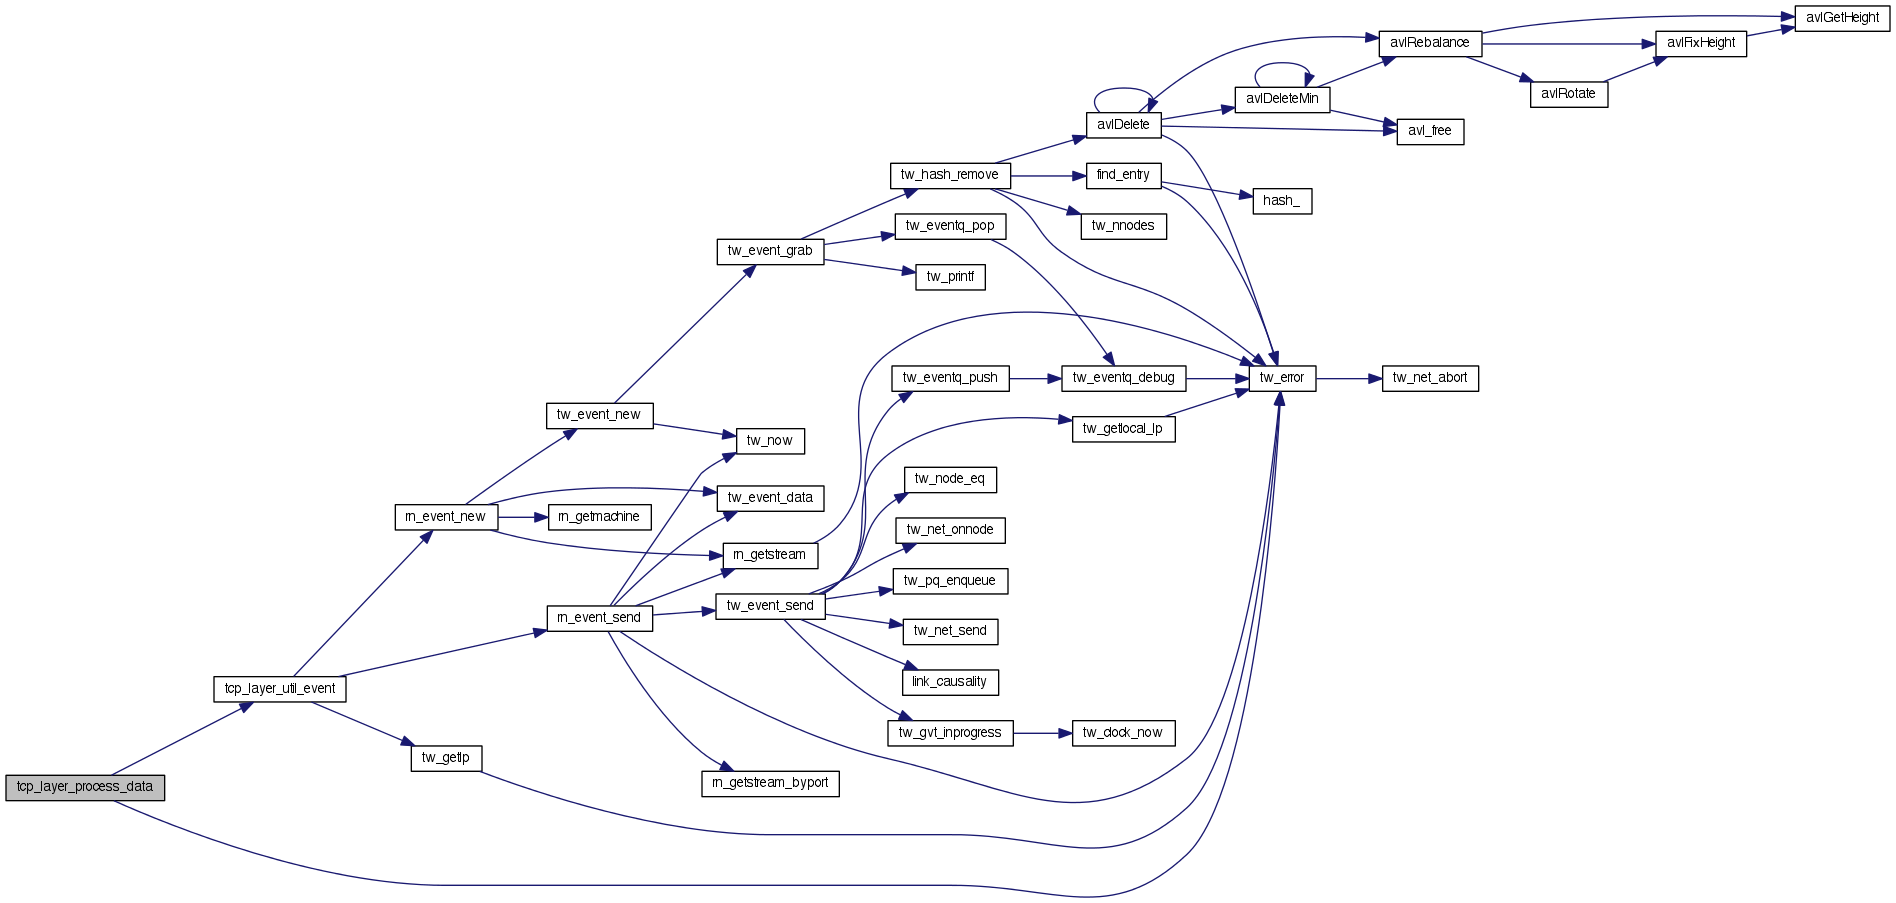 avlGetHeight
avlRebalance
avlFixHeight
avlRotate
avlDeleteMin
avlDelete
avl_free
tw_hash_remove
find_entry
hash_
tw_eventq_pop
tw_nnodes
tw_event_grab
tw_printf
tw_eventq_push
tw_eventq_debug
tw_error
tw_net_abort
tw_event_new
tw_now
tw_getlocal_lp
tw_node_eq
tw_event_data
rn_event_new
rn_getmachine
tw_net_onnode
rn_getstream
tw_pq_enqueue
rn_event_send
tw_event_send
tw_net_send
tcp_layer_util_event
link_causality
tw_gvt_inprogress
tw_clock_now
tw_getlp
tcp_layer_process_data
rn_getstream_byport